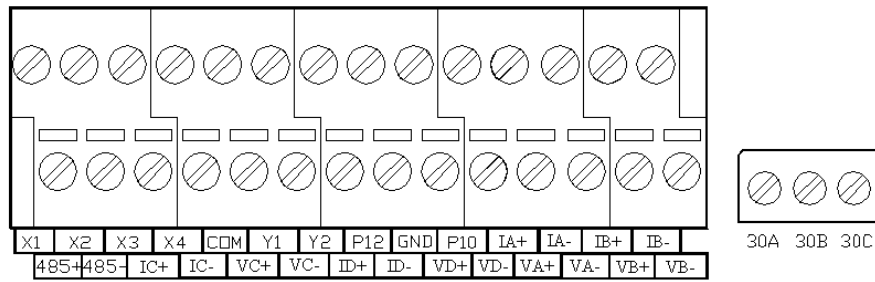 X1 X2 X3 X4 COM Y1 Y2 P12 GND P10 IA+ IA- IB+ IB-
485+ 485- IC+ IC- VC+ VC- ID+ ID- VD+ VD- VA+ VA- VB+ VB-
30A 30B 30C